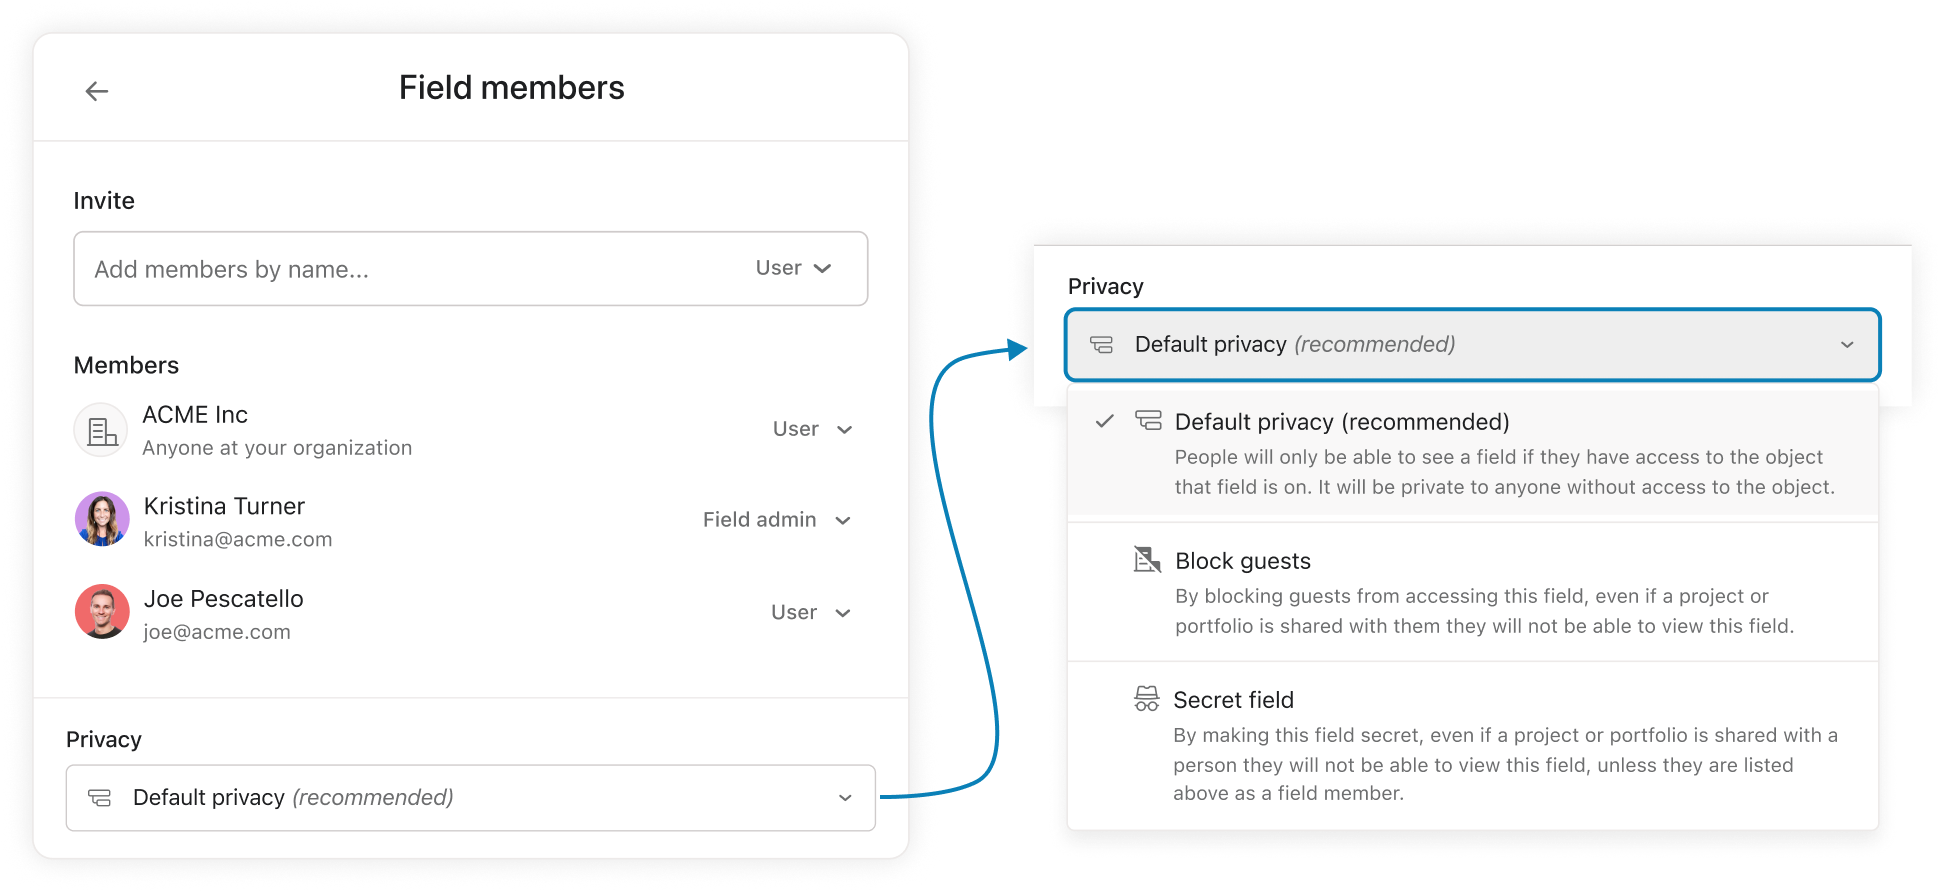 Field members
Invite
Add members by name...
User
Members
ACME Inc
Anyone at your organization
User
Kristina Turner
kristina@acme.com
Field admin
Joe Pescatello
joe@acme.com
User
Privacy
Default privacy (recommended)
Privacy
Default privacy (recommended)
Default privacy (recommended)
People will only be able to see a field if they have access to the object
that field is on. It will be private to anyone without access to the object.
Block guests
By blocking guests from accessing this field, even if a project or
portfolio is shared with them they will not be able to view this field.
Secret field
By making this field secret, even if a project or portfolio is shared with a
person they will not be able to view this field, unless they are listed
above as a field member.